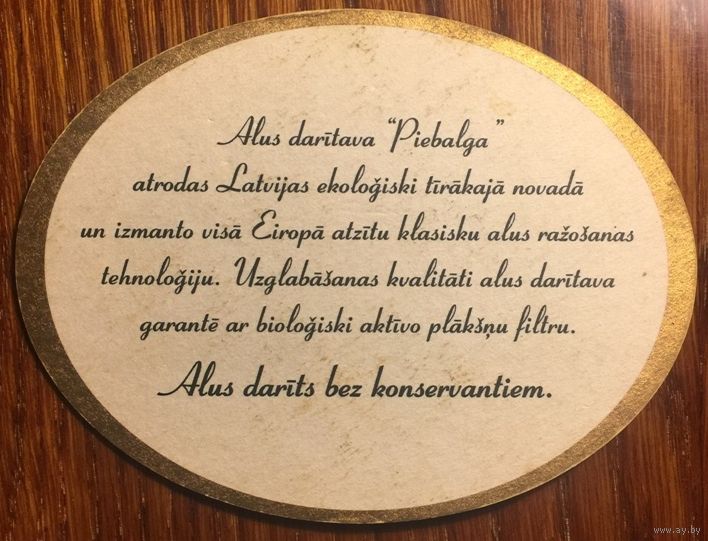 Alus darītava “Piebalga”
atrodas Latvijas ekoloģiski tīrākajā novadā
un izmanto visā Eiropā atzītu klasisku alus ražošanas
tehnoloģiju. Uzglabāšanas kvalitāti alus darītava
garantē ar bioloģiski aktīvo plākšņu filtru.
Alus darīts bez konservantiem.
www.ay.by